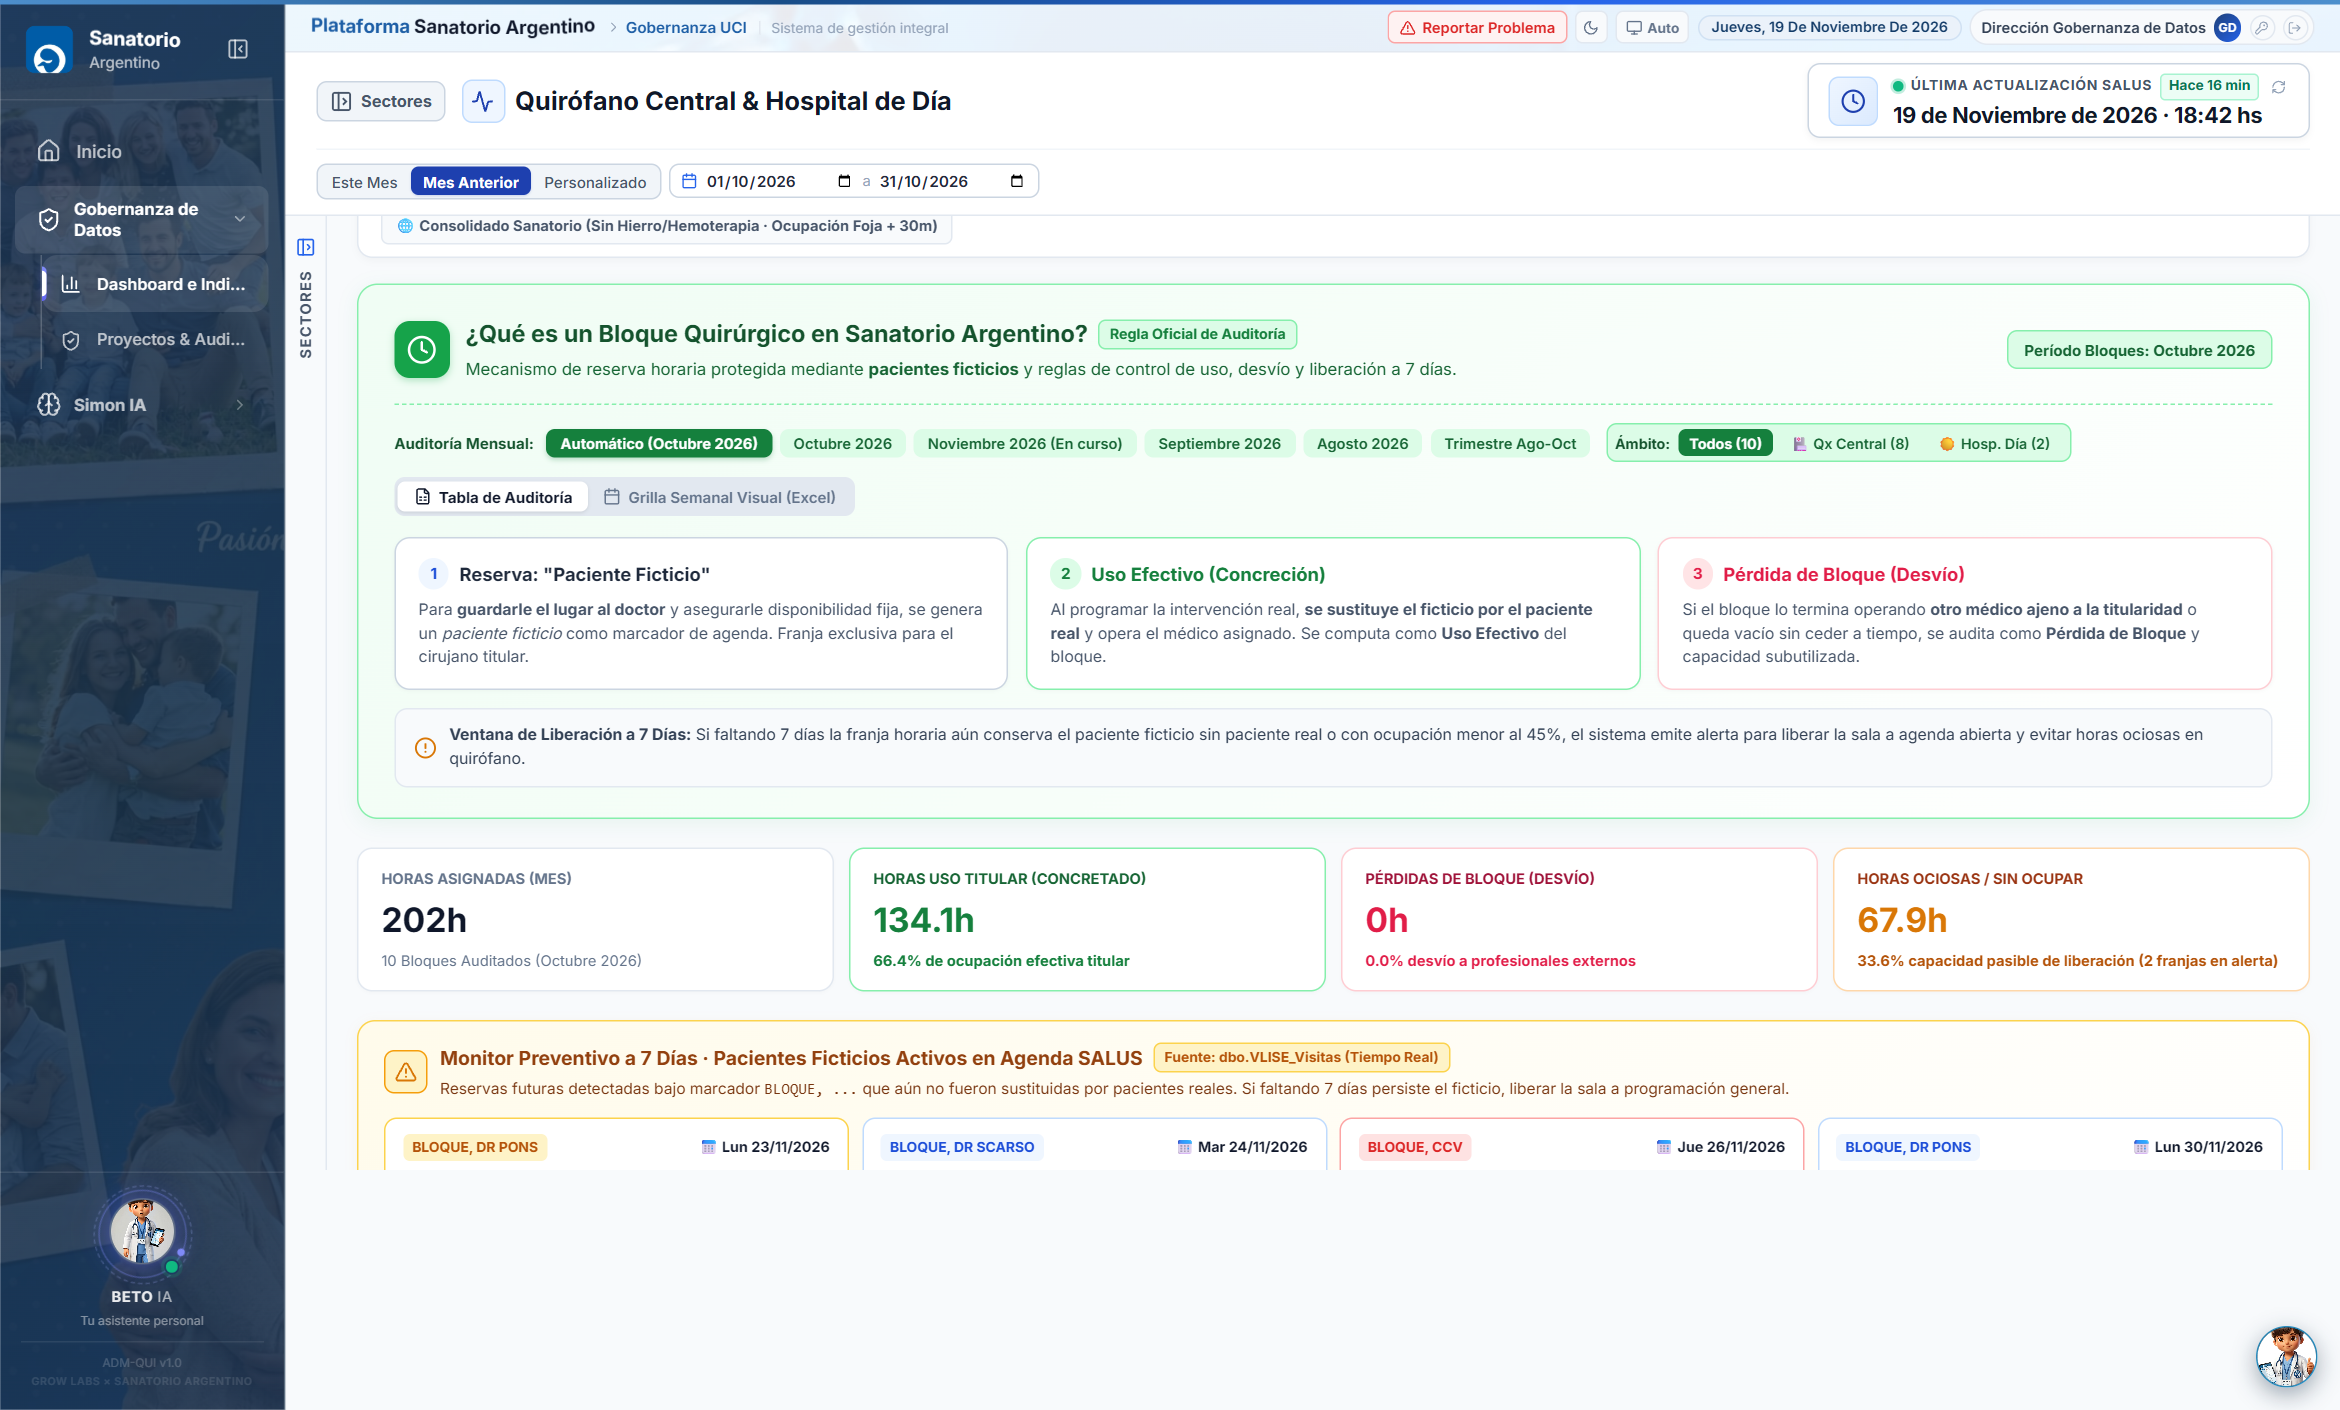 Sanatorio
Argentino
Inicio
Gobernanza de
Datos
Dashboard e Indi...
Proyectos & Audi...
Simon IA
Pasión
BETO IA
Tu asistente personal
ADM-QUI v1.0
GROW LABS × SANATORIO ARGENTINO
Plataforma Sanatorio Argentino > Gobernanza UCI | Sistema de gestión integral
Reportar Problema
Auto
Jueves, 19 De Noviembre De 2026
Dirección Gobernanza de Datos GD
Sectores
Quirófano Central & Hospital de Día
ÚLTIMA ACTUALIZACIÓN SALUS Hace 16 min
19 de Noviembre de 2026 · 18:42 hs
Este Mes Mes Anterior Personalizado
01/10/2026 a 31/10/2026
SECTORES
Consolidado Sanatorio (Sin Hierro/Hemoterapia · Ocupación Foja + 30m)
¿Qué es un Bloque Quirúrgico en Sanatorio Argentino? Regla Oficial de Auditoría
Mecanismo de reserva horaria protegida mediante pacientes ficticios y reglas de control de uso, desvío y liberación a 7 días.
Período Bloques: Octubre 2026
Auditoría Mensual: Automático (Octubre 2026) Octubre 2026 Noviembre 2026 (En curso) Septiembre 2026 Agosto 2026 Trimestre Ago-Oct
Ámbito: Todos (10) Qx Central (8) Hosp. Día (2)
Tabla de Auditoría Grilla Semanal Visual (Excel)
1 Reserva: "Paciente Ficticio"
Para guardarle el lugar al doctor y asegurarle disponibilidad fija, se genera
un paciente ficticio como marcador de agenda. Franja exclusiva para el
cirujano titular.
2 Uso Efectivo (Concreción)
Al programar la intervención real, se sustituye el ficticio por el paciente
real y opera el médico asignado. Se computa como Uso Efectivo del
bloque.
3 Pérdida de Bloque (Desvío)
Si el bloque lo termina operando otro médico ajeno a la titularidad o
queda vacío sin ceder a tiempo, se audita como Pérdida de Bloque y
capacidad subutilizada.
Ventana de Liberación a 7 Días: Si faltando 7 días la franja horaria aún conserva el paciente ficticio sin paciente real o con ocupación menor al 45%, el sistema emite alerta para liberar la sala a agenda abierta y evitar horas ociosas en
quirófano.
HORAS ASIGNADAS (MES)
202h
10 Bloques Auditados (Octubre 2026)
HORAS USO TITULAR (CONCRETADO)
134.1h
66.4% de ocupación efectiva titular
PÉRDIDAS DE BLOQUE (DESVÍO)
0h
0.0% desvío a profesionales externos
HORAS OCIOSAS / SIN OCUPAR
67.9h
33.6% capacidad pasible de liberación (2 franjas en alerta)
Monitor Preventivo a 7 Días · Pacientes Ficticios Activos en Agenda SALUS Fuente: dbo.VLISE_Visitas (Tiempo Real)
Reservas futuras detectadas bajo marcador BLOQUE, ... que aún no fueron sustituidas por pacientes reales. Si faltando 7 días persiste el ficticio, liberar la sala a programación general.
BLOQUE, DR PONS Lun 23/11/2026
BLOQUE, DR SCARSO Mar 24/11/2026
BLOQUE, CCV Jue 26/11/2026
BLOQUE, DR PONS Lun 30/11/2026